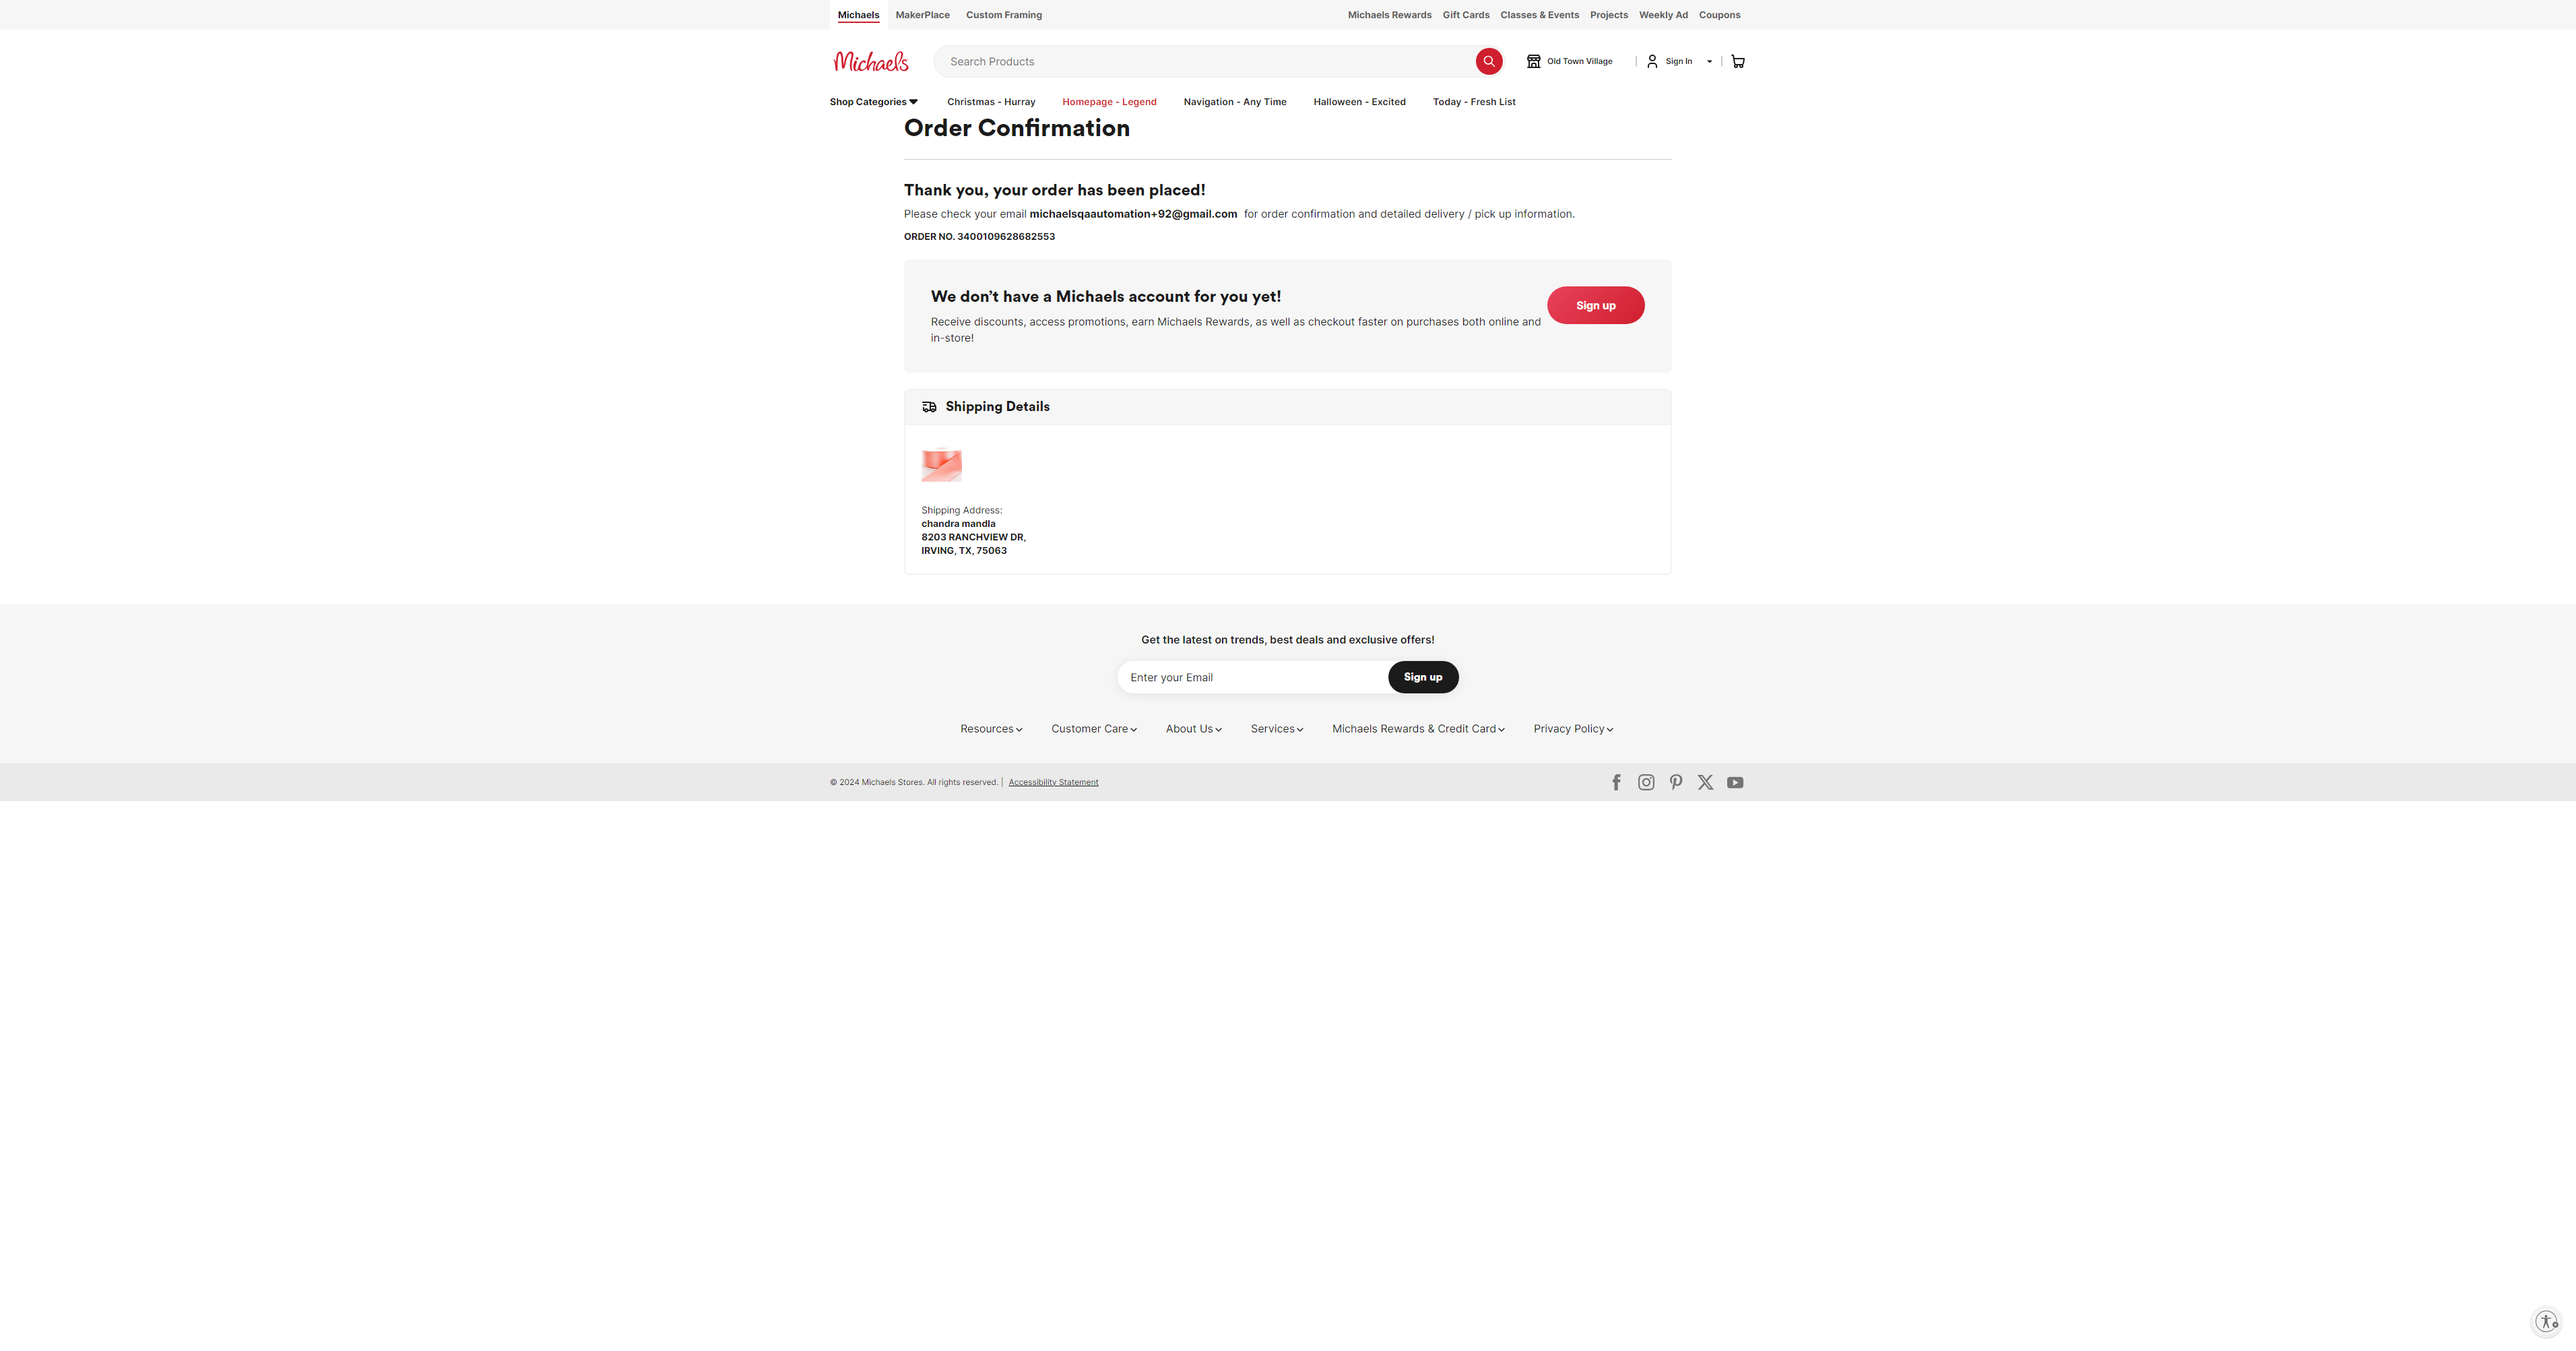 Michaels MakerPlace Custom Framing Michaels Rewards Gift Cards Classes & Events Projects Weekly Ad Coupons
Michaels Search Products Old Town Village | Sign In |
Shop Categories Christmas - Hurray Homepage - Legend Navigation - Any Time Halloween - Excited Today - Fresh List
Order Confirmation
Thank you, your order has been placed!
Please check your email michaelsqaautomation+92@gmail.com for order confirmation and detailed delivery / pick up information.
ORDER NO. 3400109628682553
We don’t have a Michaels account for you yet!
Sign up
Receive discounts, access promotions, earn Michaels Rewards, as well as checkout faster on purchases both online and
in-store!
Shipping Details
Shipping Address:
chandra mandla
8203 RANCHVIEW DR,
IRVING, TX, 75063
Get the latest on trends, best deals and exclusive offers!
Enter your Email Sign up
Resources Customer Care About Us Services Michaels Rewards & Credit Card Privacy Policy
© 2024 Michaels Stores. All rights reserved. | Accessibility Statement